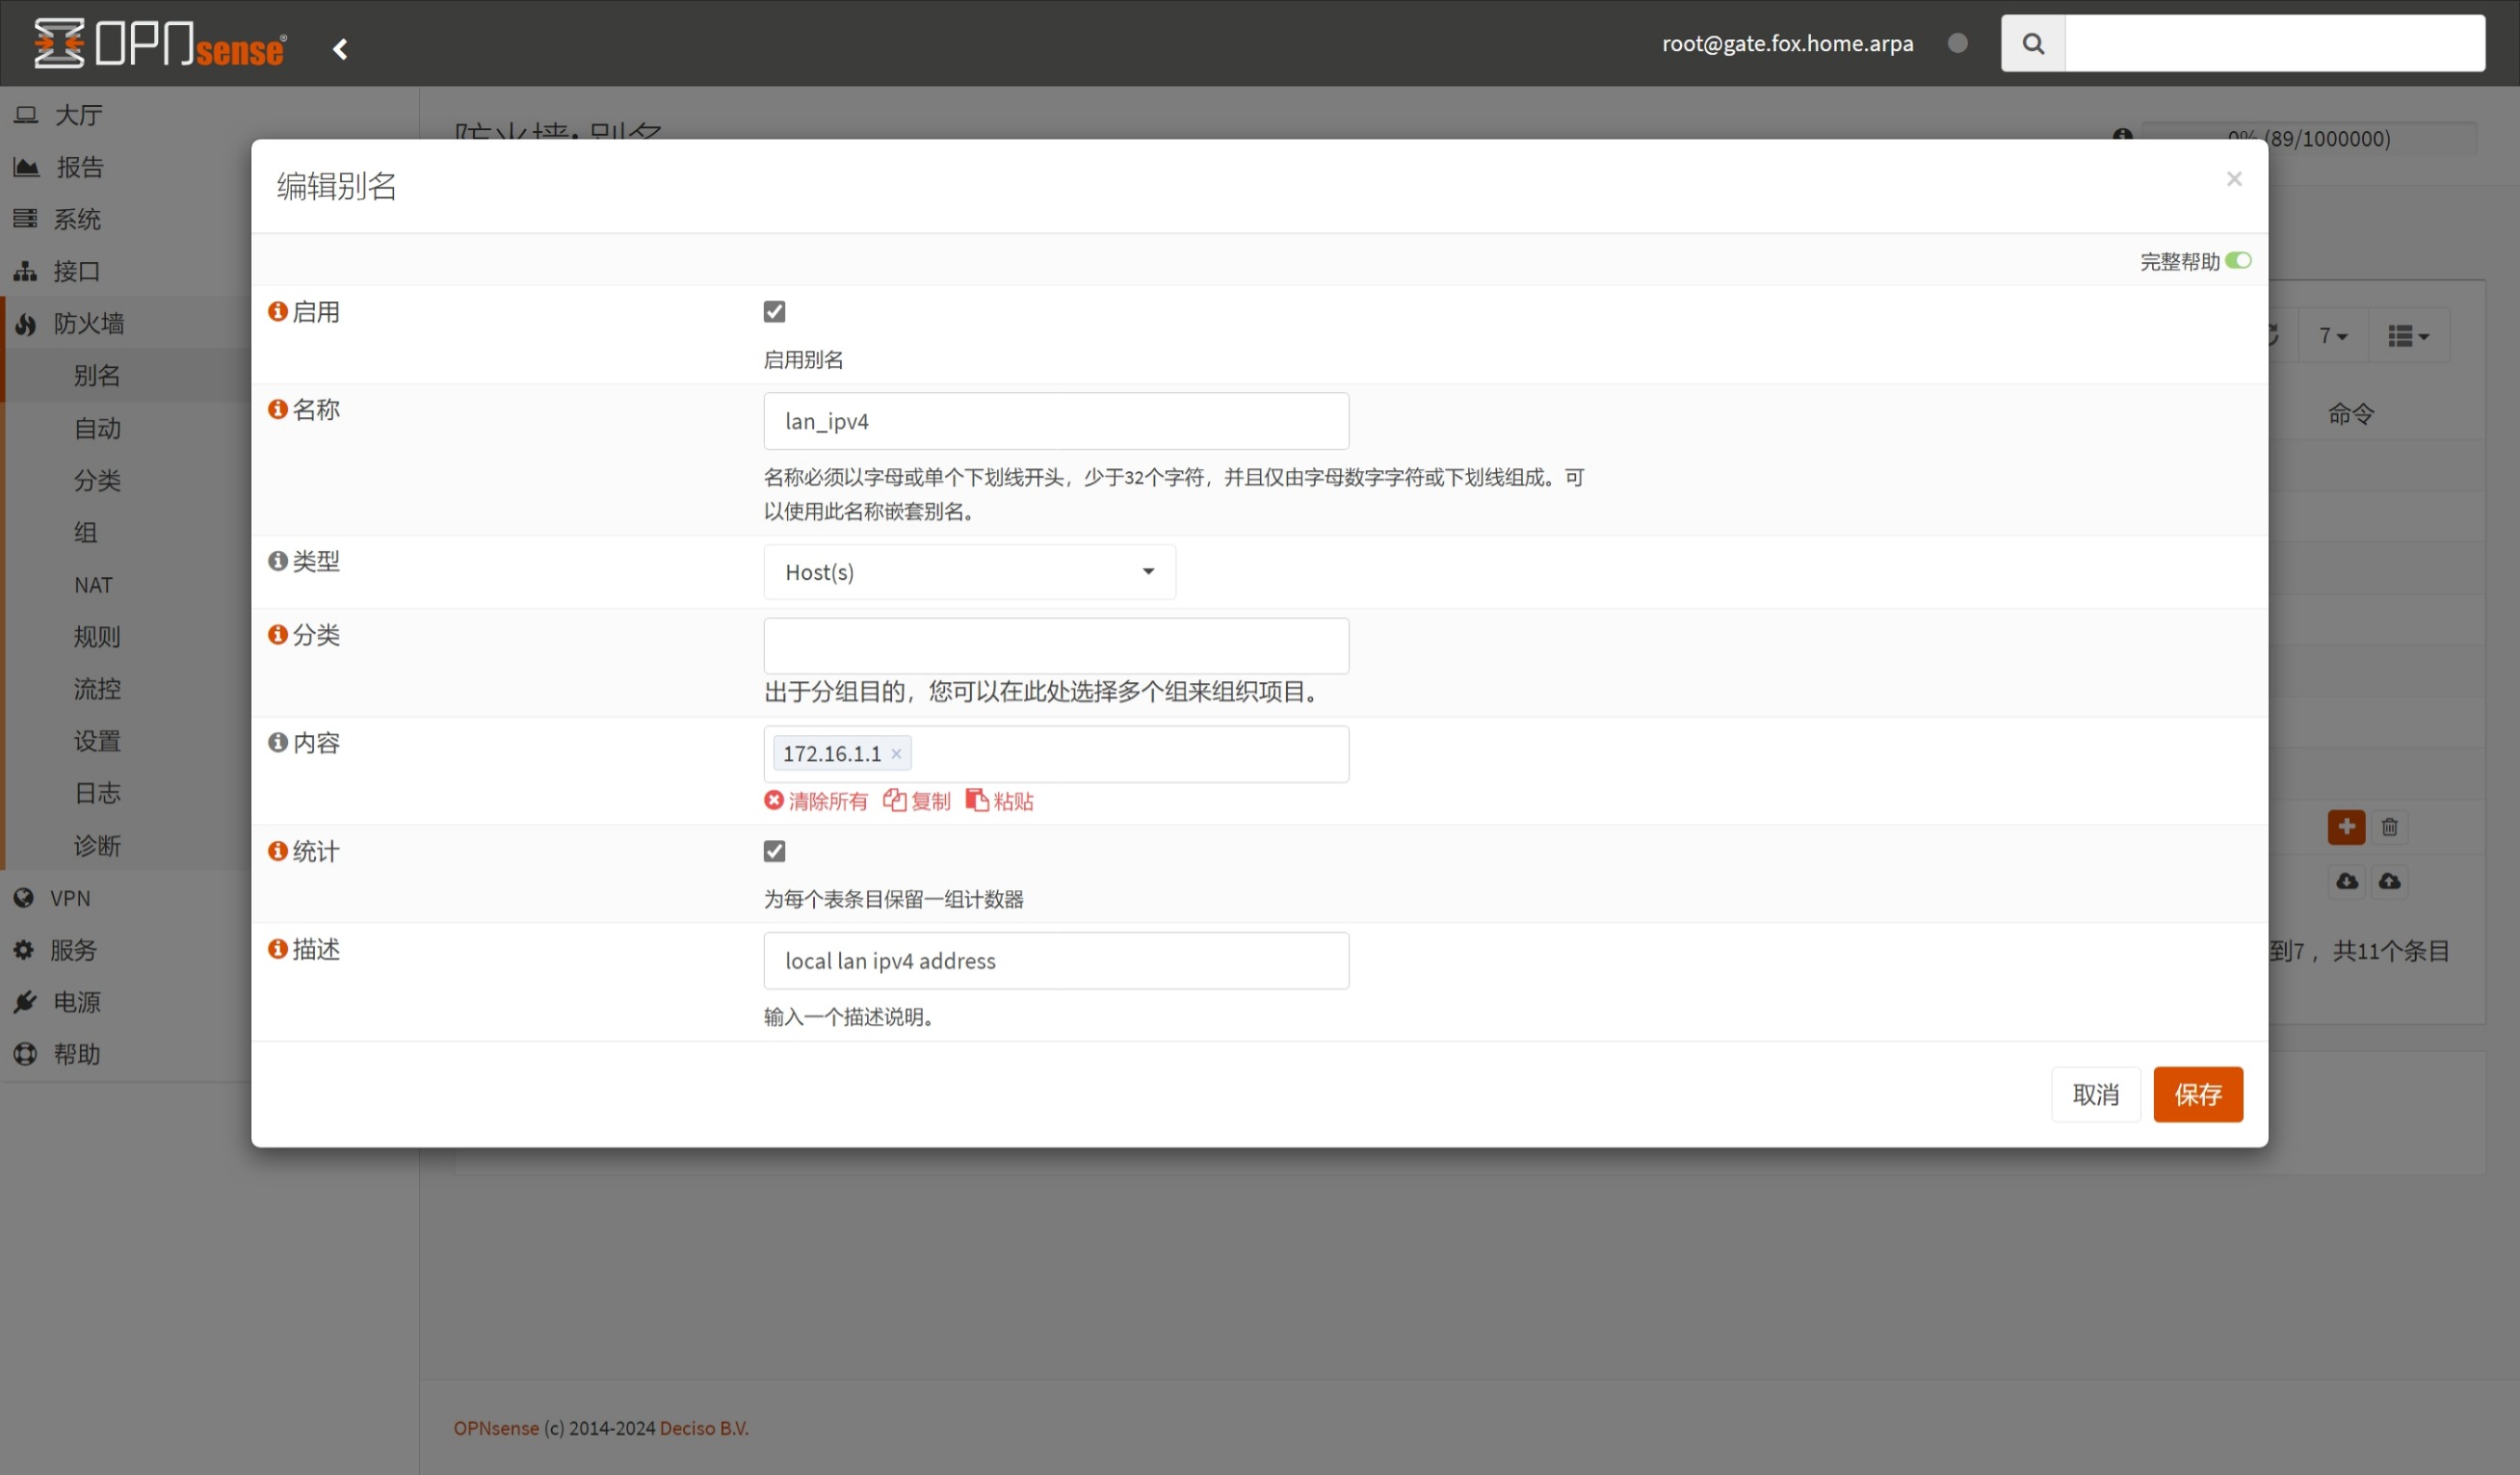 OPNsense®
root@gate.fox.home.arpa
大厅
报告
系统
接口
防火墙
别名
自动
分类
组
NAT
规则
流控
设置
日志
诊断
VPN
服务
电源
帮助
防火墙: 别名
0% (89/1000000)
编辑别名
×
完整帮助
启用
启用别名
名称
lan_ipv4
名称必须以字母或单个下划线开头，少于32个字符，并且仅由字母数字字符或下划线组成。可
以使用此名称嵌套别名。
类型
Host(s)
分类
出于分组目的，您可以在此处选择多个组来组织项目。
内容
172.16.1.1 ×
清除所有 复制 粘贴
统计
为每个表条目保留一组计数器
描述
local lan ipv4 address
输入一个描述说明。
取消 保存
7
命令
到7 ，共11个条目
OPNsense (c) 2014-2024 Deciso B.V.